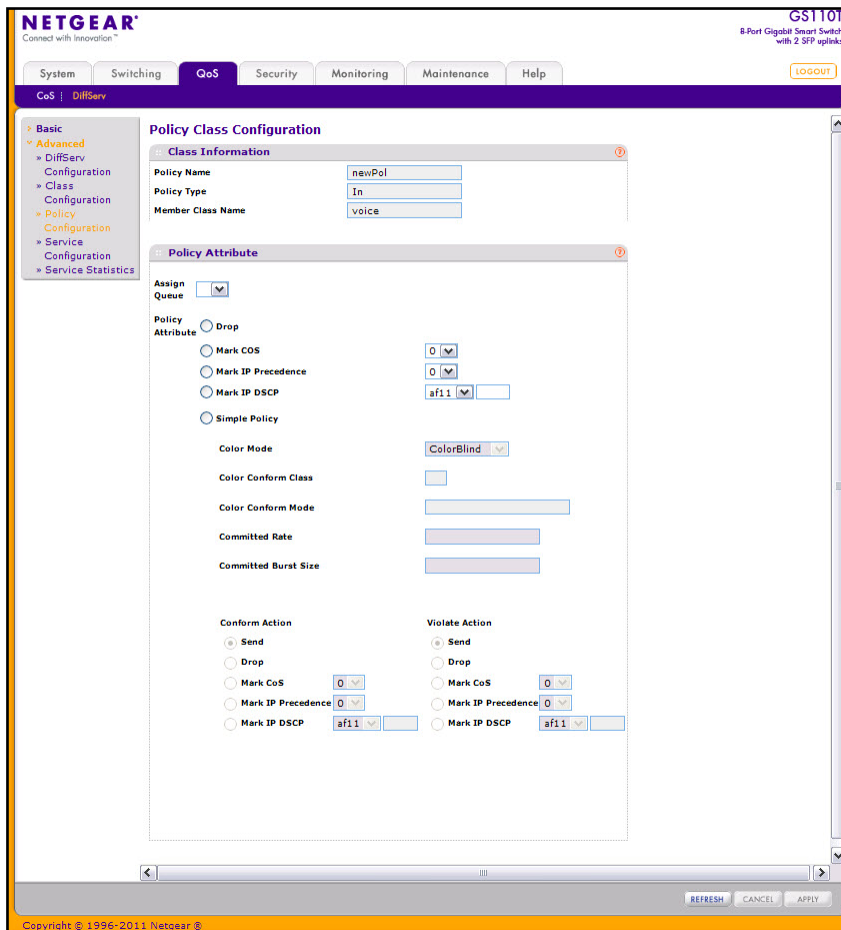 NETGEAR®
Connect with Innovation™
GS110T
8-Port Gigabit Smart Switch
with 2 SFP uplinks
System Switching QoS Security Monitoring Maintenance Help LOGOUT
CoS | DiffServ
Basic
Advanced
» DiffServ
Configuration
» Class
Configuration
» Policy
Configuration
» Service
Configuration
» Service Statistics
Policy Class Configuration
Class Information
Policy Name newPol
Policy Type In
Member Class Name voice
Policy Attribute
Assign
Queue
Policy
Attribute
Drop
Mark COS 0
Mark IP Precedence 0
Mark IP DSCP af11
Simple Policy
Color Mode ColorBlind
Color Conform Class
Color Conform Mode
Committed Rate
Committed Burst Size
Conform Action Violate Action
Send Send
Drop Drop
Mark CoS 0 Mark CoS 0
Mark IP Precedence 0 Mark IP Precedence 0
Mark IP DSCP af11 Mark IP DSCP af11
REFRESH CANCEL APPLY
Copyright © 1996-2011 Netgear ®